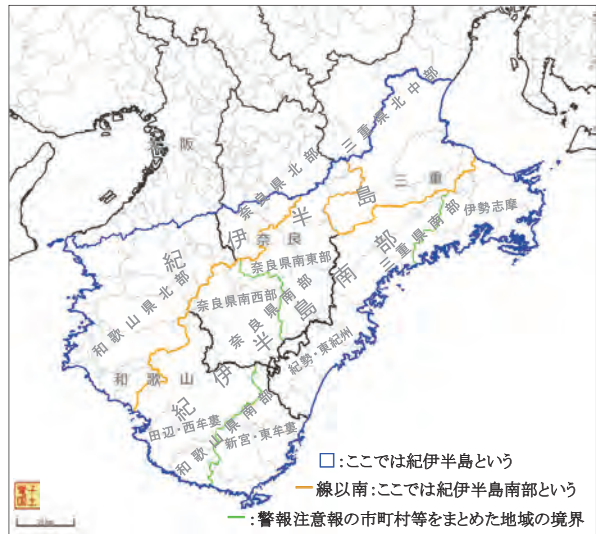 大阪
奈良県北部
三重県北中部
三重
紀伊半島
奈良
伊勢志摩
三重県南部
奈良県南東部
奈良県南西部
奈良県南部
和歌山県北部
紀伊半島南部
紀勢・東紀州
和歌山
田辺・西牟婁
和歌山県南部
新宮・東牟婁
□:ここでは紀伊半島という
線以南:ここでは紀伊半島南部という
:警報注意報の市町村等をまとめた地域の境界